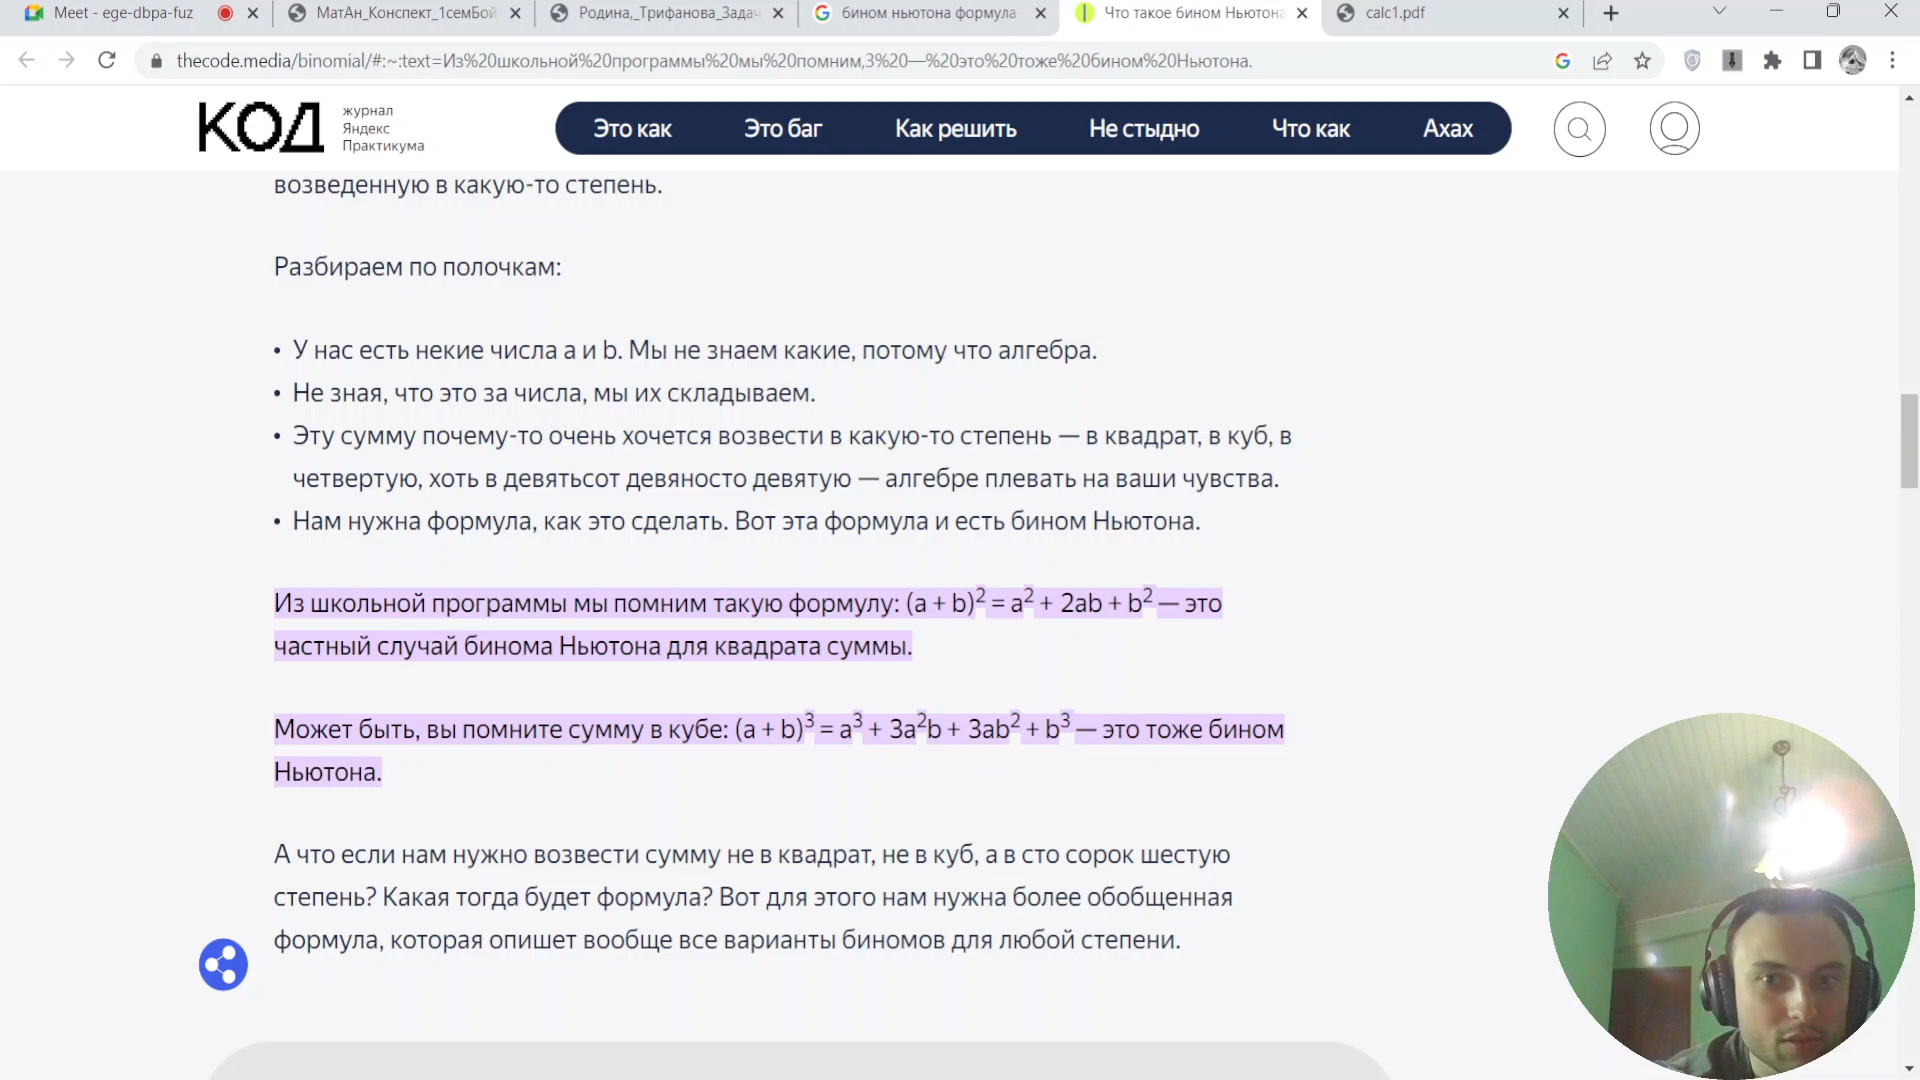 Meet - ege-dbpa-fuz
МатАн_Конспект_1семБой
Родина,_Трифанова_Задач
бином ньютона формула
Что такое бином Ньютона
calc1.pdf
thecode.media/binomial/#:~:text=Из%20школьной%20программы%20мы%20помним,3%20—%20это%20тоже%20бином%20Ньютона.
КОД
журнал
Яндекс
Практикума
Это как
Это баг
Как решить
Не стыдно
Что как
Ахах
возведенную в какую-то степень.
Разбираем по полочкам:
• У нас есть некие числа a и b. Мы не знаем какие, потому что алгебра.
• Не зная, что это за числа, мы их складываем.
• Эту сумму почему-то очень хочется возвести в какую-то степень — в квадрат, в куб, в
четвертую, хоть в девятьсот девяносто девятую — алгебре плевать на ваши чувства.
• Нам нужна формула, как это сделать. Вот эта формула и есть бином Ньютона.
Из школьной программы мы помним такую формулу: (a + b)² = a² + 2ab + b² — это
частный случай бинома Ньютона для квадрата суммы.
Может быть, вы помните сумму в кубе: (a + b)³ = a³ + 3a²b + 3ab² + b³ — это тоже бином
Ньютона.
А что если нам нужно возвести сумму не в квадрат, не в куб, а в сто сорок шестую
степень? Какая тогда будет формула? Вот для этого нам нужна более обобщенная
формула, которая опишет вообще все варианты биномов для любой степени.